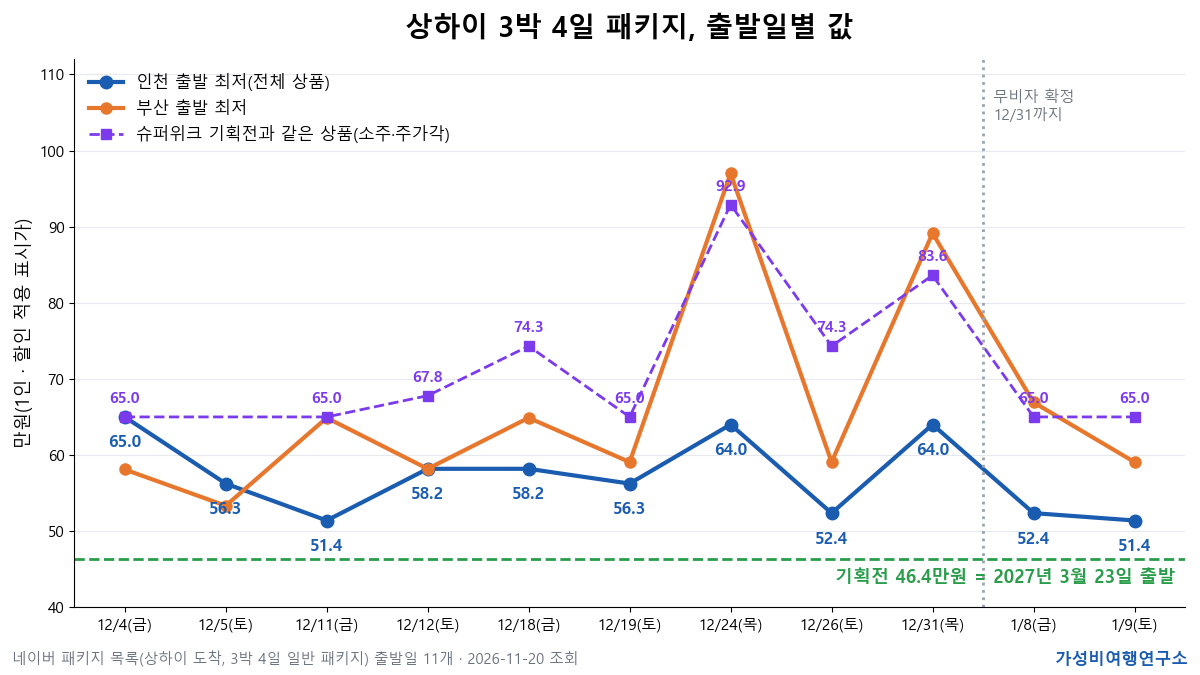 상하이 3박 4일 패키지, 출발일별 값
인천 출발 최저(전체 상품)
부산 출발 최저
슈퍼위크 기획전과 같은 상품(소주·주가각)
무비자 확정
12/31까지
만원(1인 · 할인 적용 표시가)
110
100
90
80
70
60
50
40
65.0
65.0
67.8
74.3
65.0
92.9
74.3
83.6
65.0
65.0
65.0
56.3
51.4
58.2
58.2
56.3
64.0
52.4
64.0
52.4
51.4
기획전 46.4만원 = 2027년 3월 23일 출발
12/4(금) 12/5(토) 12/11(금) 12/12(토) 12/18(금) 12/19(토) 12/24(목) 12/26(토) 12/31(목) 1/8(금) 1/9(토)
네이버 패키지 목록(상하이 도착, 3박 4일 일반 패키지) 출발일 11개 · 2026-11-20 조회
가성비여행연구소